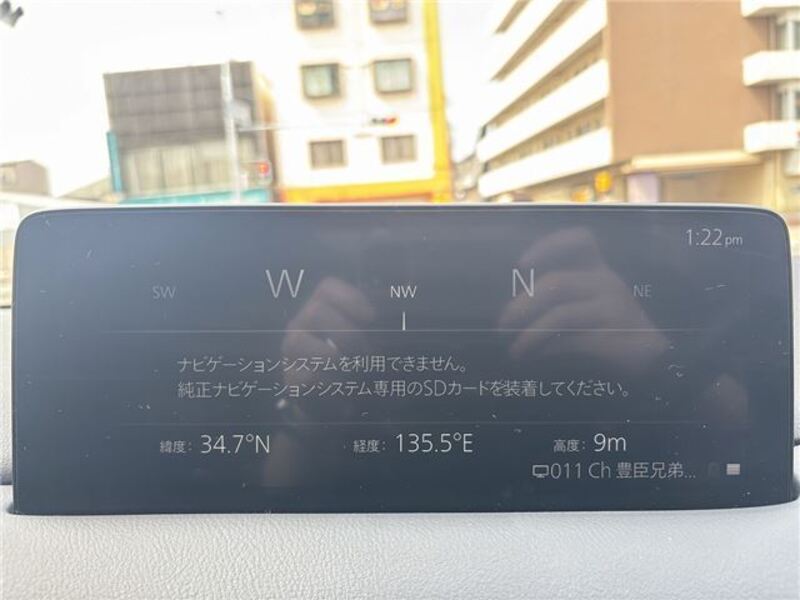 1:22pm
SW W NW N NE
ナビゲーションシステムを利用できません。
純正ナビゲーションシステム専用のSDカードを装着してください。
緯度: 34.7°N 経度: 135.5°E 高度: 9m
011 Ch 豊臣兄弟...